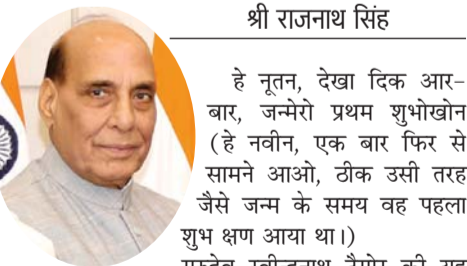 श्री राजनाथ सिंह
हे नूतन, देखा दिक आर-
बार, जन्मेरो प्रथम शुभोखोन
(हे नवीन, एक बार फिर से
सामने आओ, ठीक उसी तरह
जैसे जन्म के समय वह पहला
शुभ क्षण आया था।)